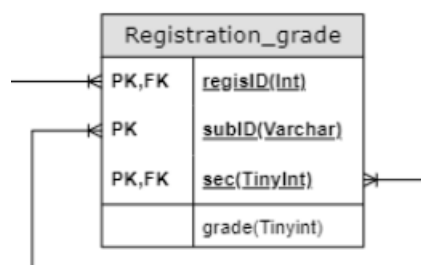 Registration_grade
PK,FK regisID(Int)
PK subID(Varchar)
PK,FK sec(TinyInt)
grade(Tinyint)